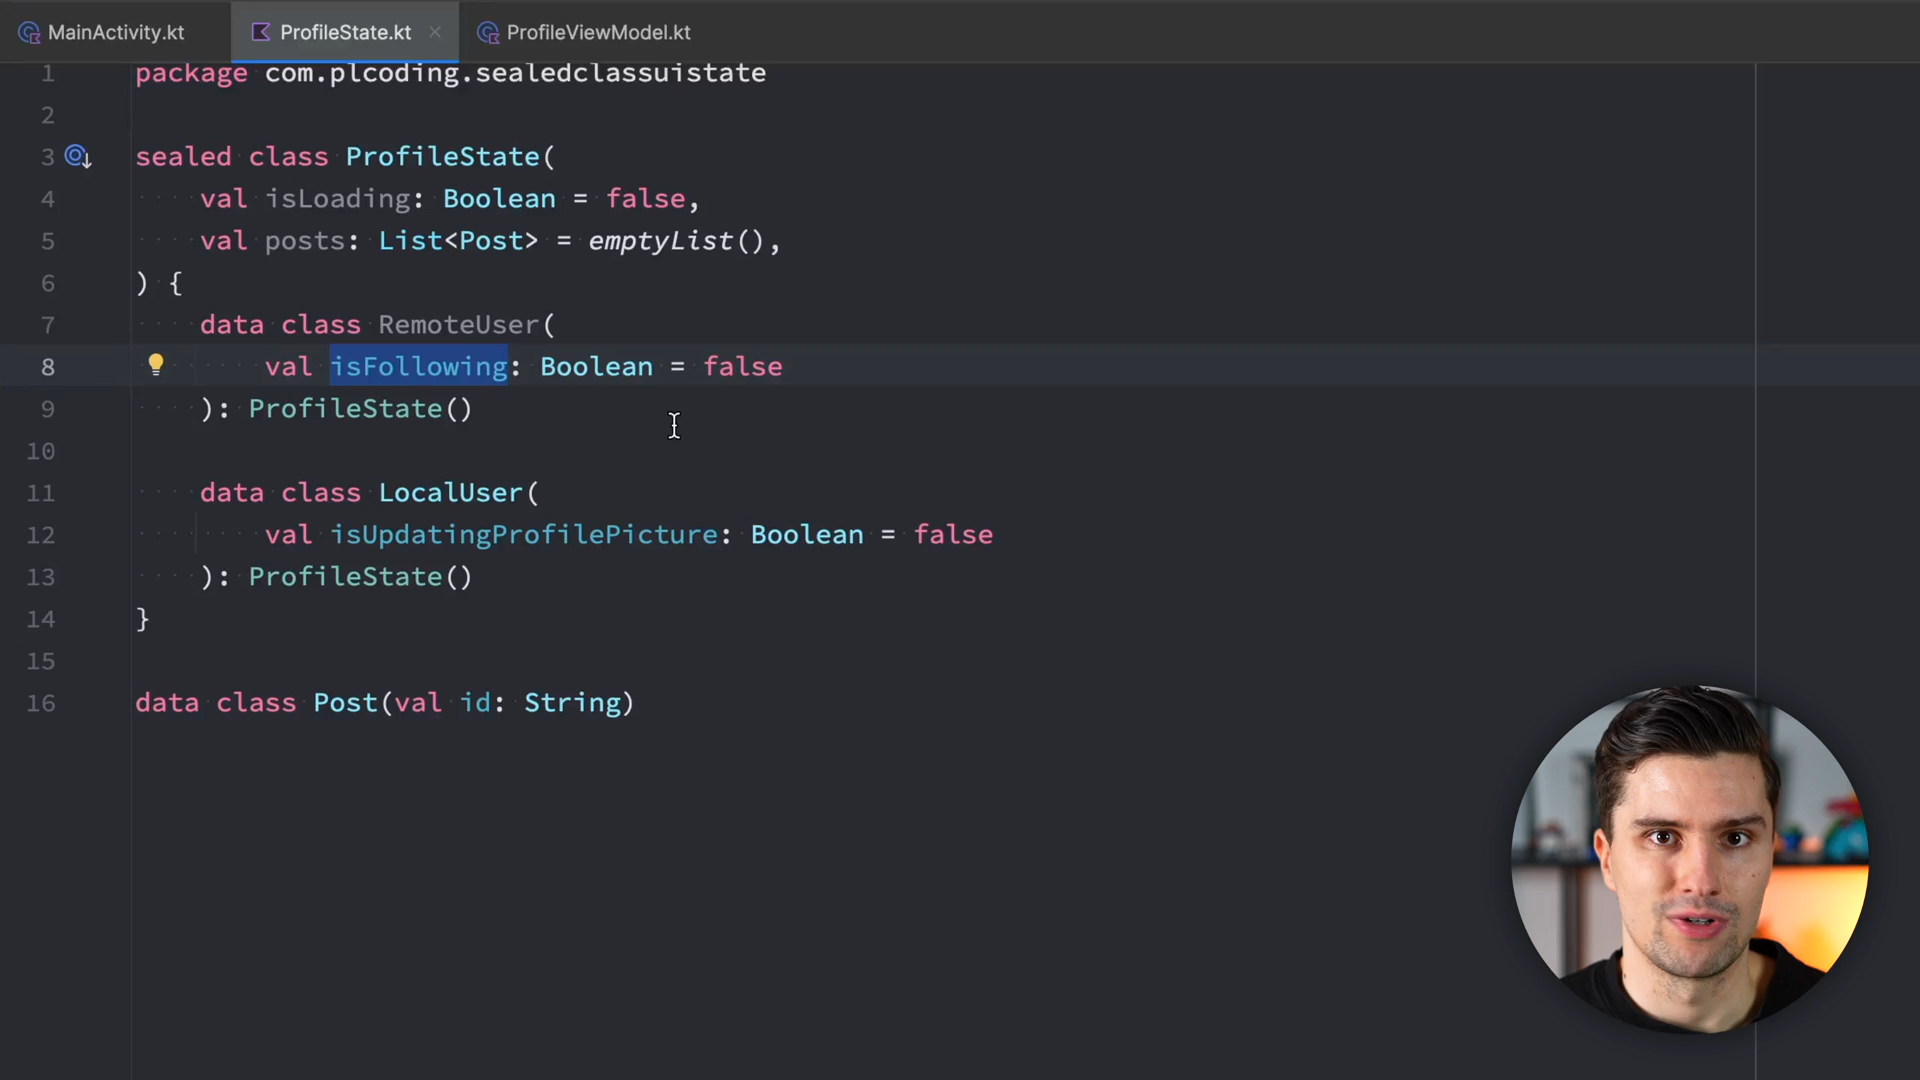 MainActivity.kt ProfileState.kt ProfileViewModel.kt
1 package com.plcoding.sealedclassuistate
2
3 sealed class ProfileState(
4 val isLoading: Boolean = false,
5 val posts: List<Post> = emptyList(),
6 ) {
7 data class RemoteUser(
8 val isFollowing: Boolean = false
9 ): ProfileState()
10
11 data class LocalUser(
12 val isUpdatingProfilePicture: Boolean = false
13 ): ProfileState()
14 }
15
16 data class Post(val id: String)